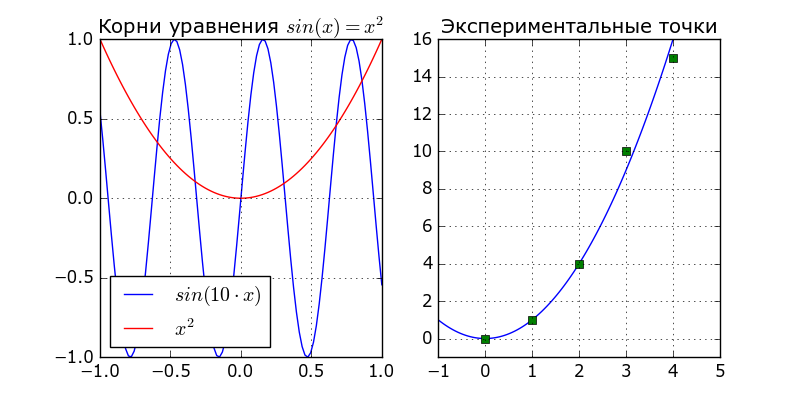 Корни уравнения sin(x) = x²
1.0
0.5
0.0
−0.5
−1.0
−1.0 −0.5 0.0 0.5 1.0
sin(10 · x)
x²
Экспериментальные точки
16
14
12
10
8
6
4
2
0
−1 0 1 2 3 4 5